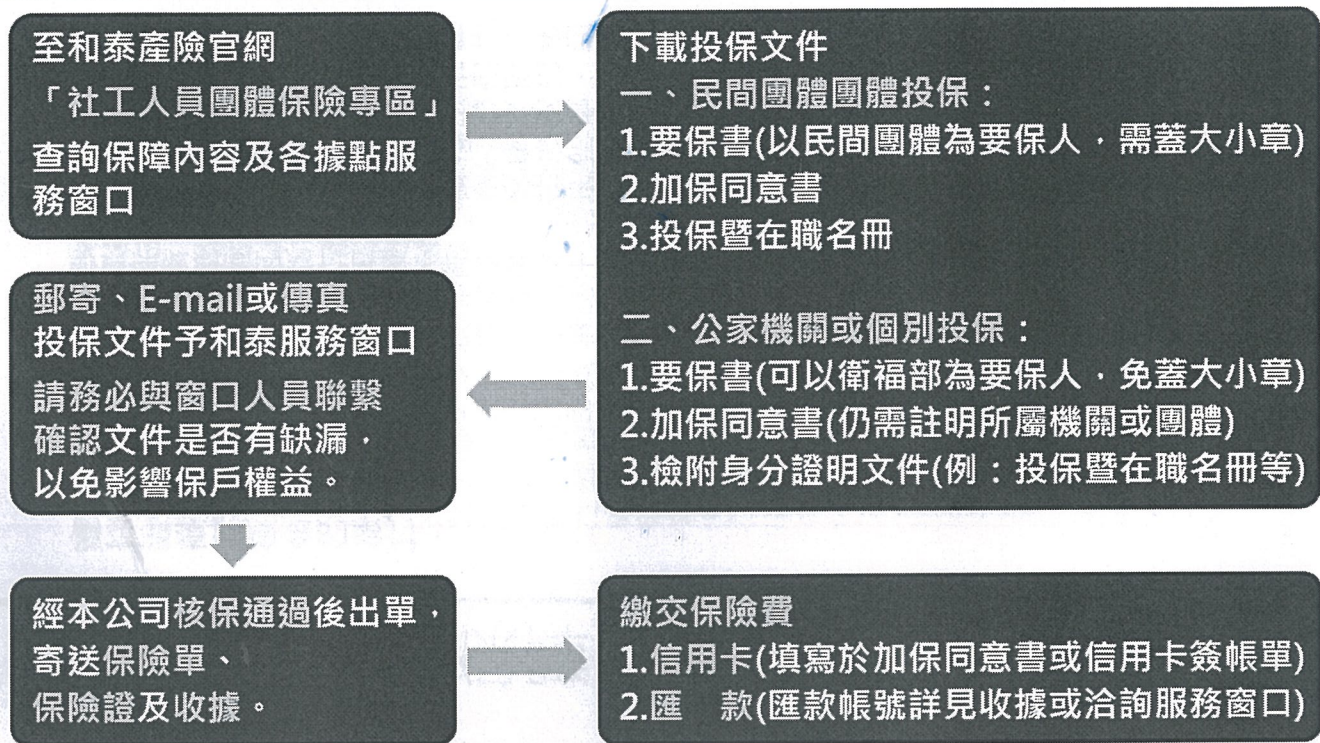 至和泰產險官網
「社工人員團體保險專區」
查詢保障內容及各據點服
務窗口
下載投保文件
一、民間團體團體投保：
1.要保書(以民間團體為要保人，需蓋大小章)
2.加保同意書
3.投保暨在職名冊
二、公家機關或個別投保：
1.要保書(可以衛福部為要保人，免蓋大小章)
2.加保同意書(仍需註明所屬機關或團體)
3.檢附身分證明文件(例：投保暨在職名冊等)
郵寄、E-mail或傳真
投保文件予和泰服務窗口
請務必與窗口人員聯繫
確認文件是否有缺漏，
以免影響保戶權益。
經本公司核保通過後出單，
寄送保險單、
保險證及收據。
繳交保險費
1.信用卡(填寫於加保同意書或信用卡簽帳單)
2.匯　款(匯款帳號詳見收據或洽詢服務窗口)